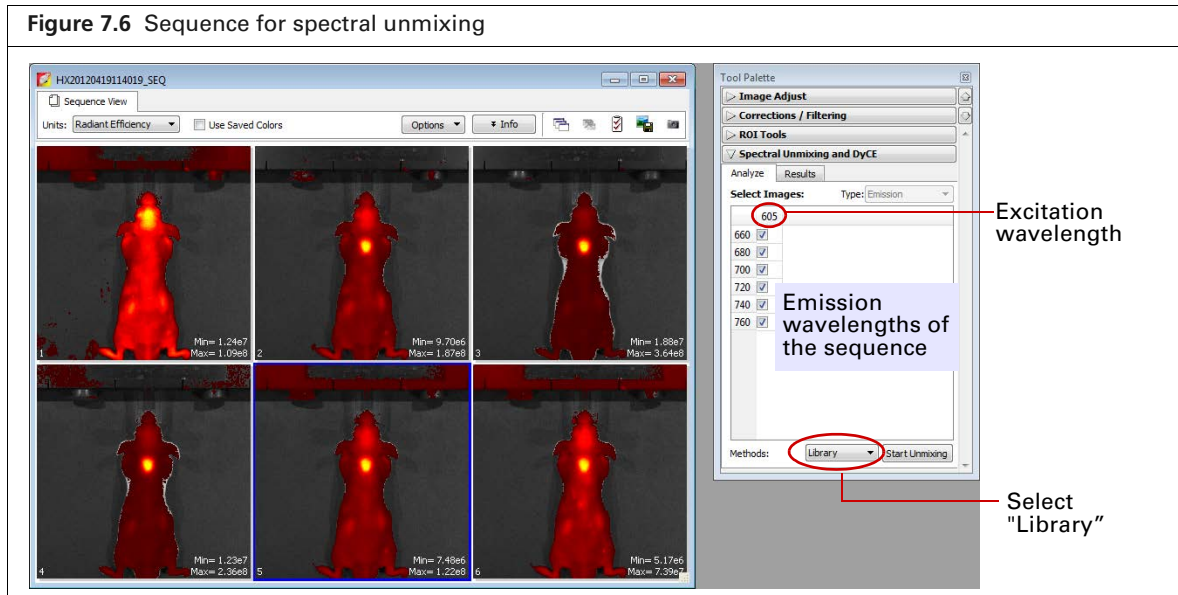 Figure 7.6 Sequence for spectral unmixing
HX20120419114019_SEQ
Sequence View
Units: Radiant Efficiency
Use Saved Colors
Options
Info
1
Min= 1.24e7
Max= 1.09e8
2
Min= 9.70e6
Max= 1.87e8
3
Min= 1.88e7
Max= 3.64e8
4
Min= 1.23e7
Max= 2.36e8
5
Min= 7.48e6
Max= 1.22e8
6
Min= 5.17e6
Max= 7.39e7
Tool Palette
Image Adjust
Corrections / Filtering
ROI Tools
Spectral Unmixing and DyCE
Analyze
Results
Select Images:
Type: Emission
605
660
680
700
720
740
760
Methods:
Library
Start Unmixing
Excitation
wavelength
Emission
wavelengths of
the sequence
Select
"Library”